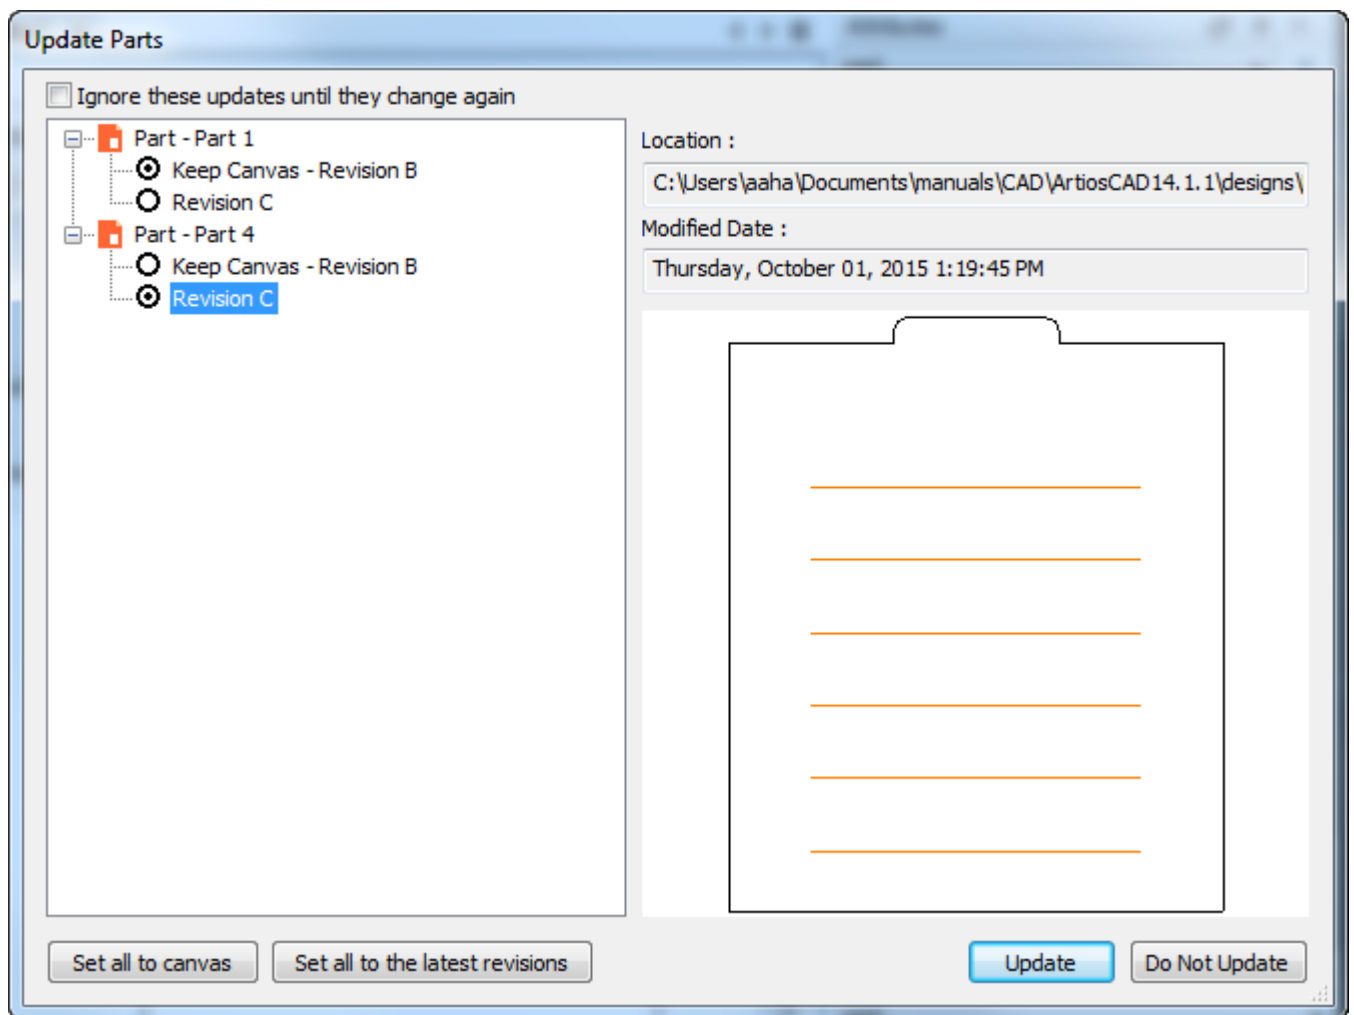 Update Parts
Ignore these updates until they change again
Part - Part 1
Keep Canvas - Revision B
Revision C
Part - Part 4
Keep Canvas - Revision B
Revision C
Location :
C:\Users\aaha\Documents\manuals\CAD\ArtiosCAD14.1.1\designs\
Modified Date :
Thursday, October 01, 2015 1:19:45 PM
Set all to canvas
Set all to the latest revisions
Update
Do Not Update